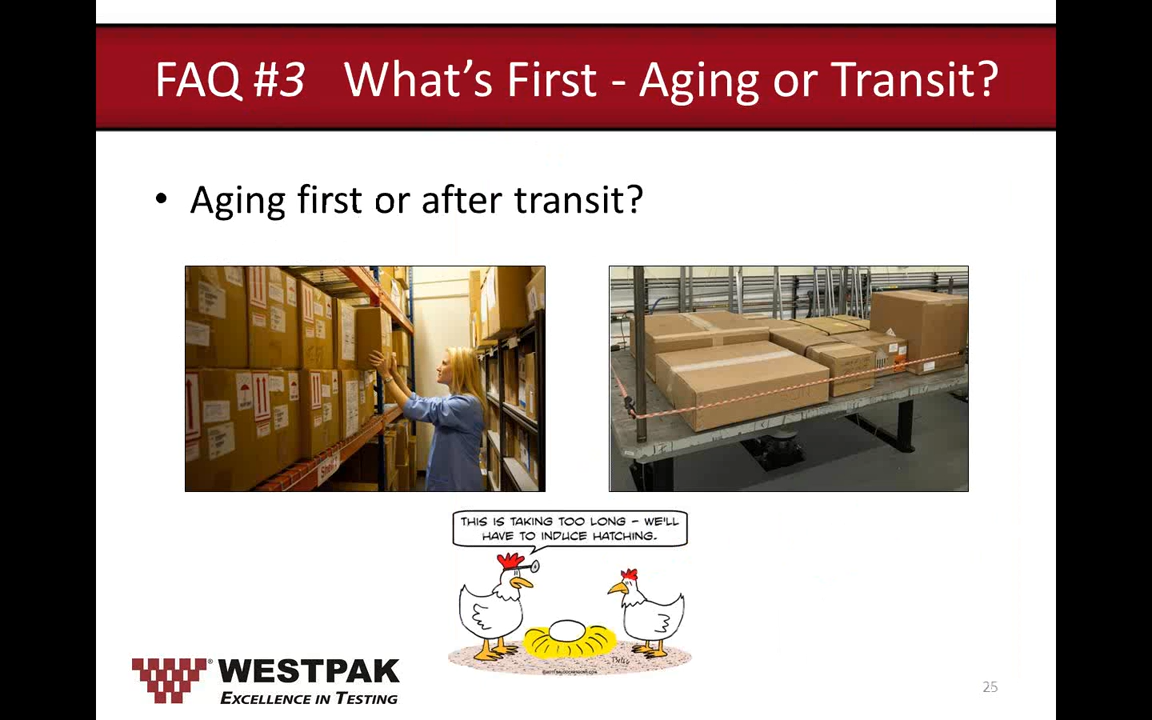 FAQ #3 What's First - Aging or Transit?
• Aging first or after transit?
THIS IS TAKING TOO LONG – WE'LL
HAVE TO INDUCE HATCHING.
WESTPAK
EXCELLENCE IN TESTING
25